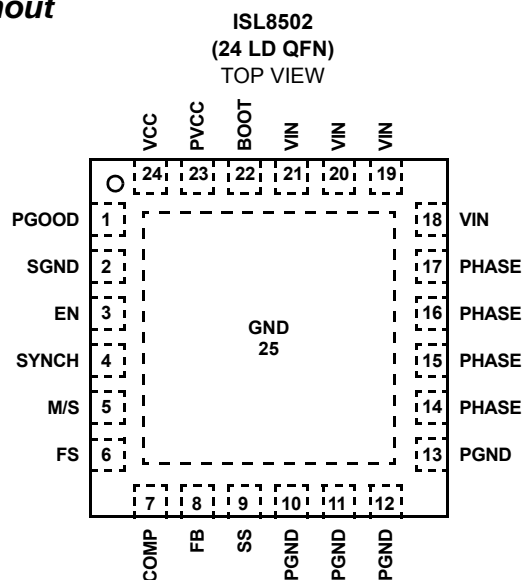 nout
ISL8502
(24 LD QFN)
TOP VIEW
VCC PVCC BOOT VIN VIN VIN
24 23 22 21 20 19
PGOOD 1
SGND 2
EN 3
SYNCH 4
M/S 5
FS 6
GND
25
18 VIN
17 PHASE
16 PHASE
15 PHASE
14 PHASE
13 PGND
7 8 9 10 11 12
COMP FB SS PGND PGND PGND